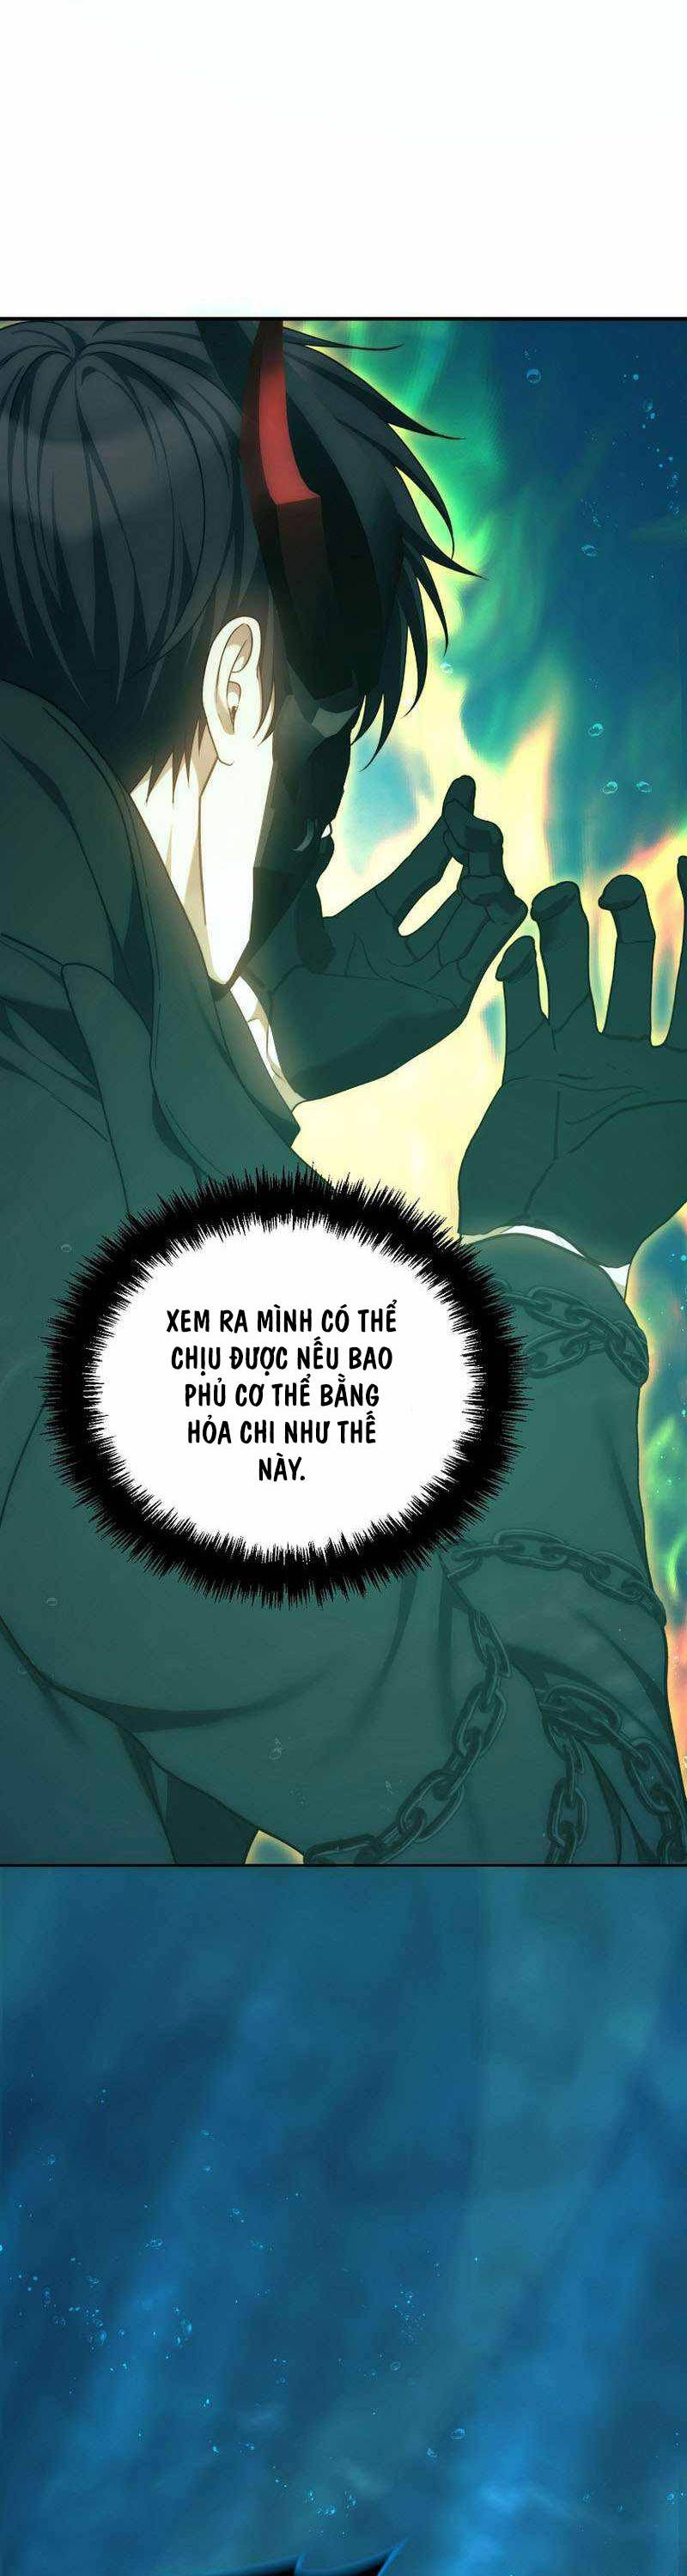 XEM RA MÌNH CÓ THỂ
CHỊU ĐƯỢC NẾU BAO
PHỦ CƠ THỂ BẰNG
HỎA CHI NHƯ THẾ
NÀY.